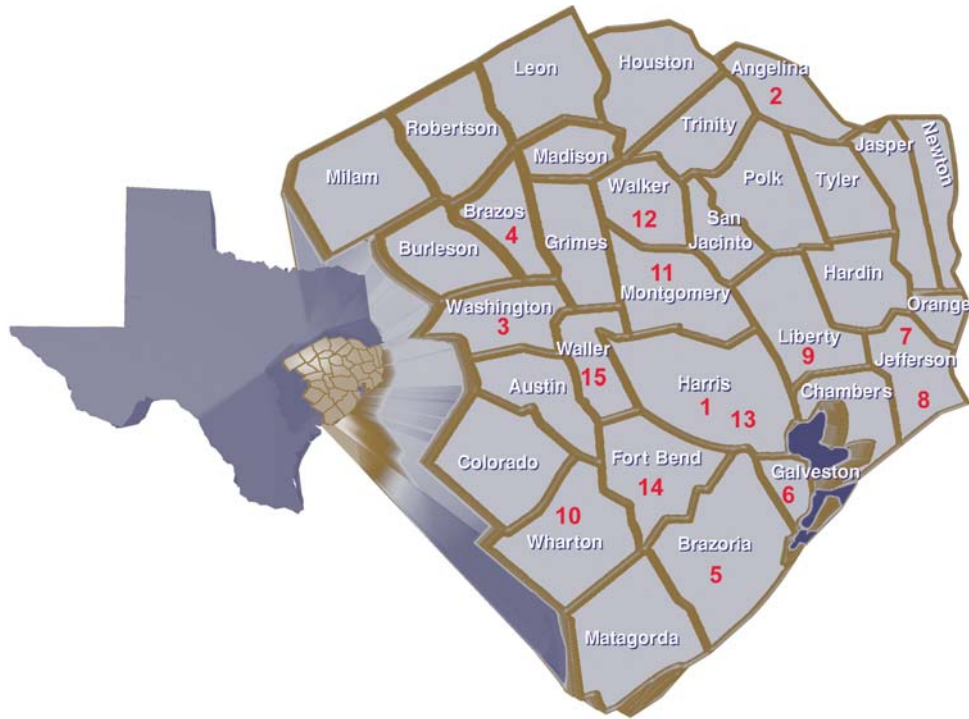 Leon
Houston
Angelina
2
Robertson
Trinity
Madison
Jasper
Newton
Milam
Walker
12
Polk
Tyler
Brazos
4
San
Jacinto
Burleson
Grimes
11
Montgomery
Hardin
Washington
3
Orange
Liberty
9
7
Jefferson
8
Waller
15
Austin
Harris
1
13
Chambers
Colorado
Fort Bend
14
Galveston
6
10
Wharton
Brazoria
5
Matagorda